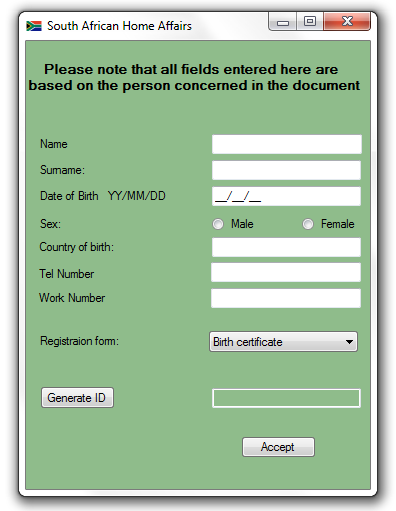 South African Home Affairs
Please note that all fields entered here are
based on the person concerned in the document
Name
Surname:
Date of Birth YY/MM/DD __/__/__
Sex: Male Female
Country of birth:
Tel Number
Work Number
Registraion form: Birth certificate
Generate ID
Accept